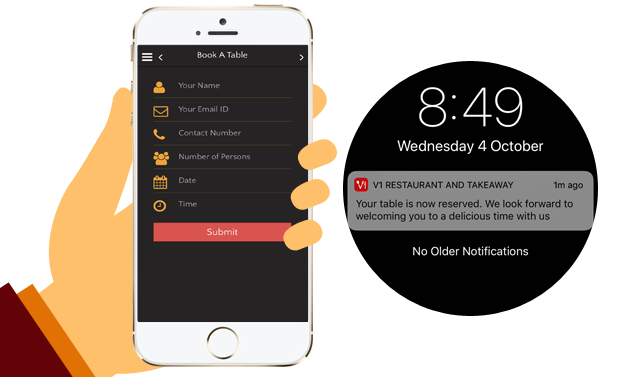 Book A Table
Your Name
Your Email ID
Contact Number
Number of Persons
Date
Time
Submit
8:49
Wednesday 4 October
V1 V1 RESTAURANT AND TAKEAWAY 1m ago
Your table is now reserved. We look forward to
welcoming you to a delicious time with us
No Older Notifications